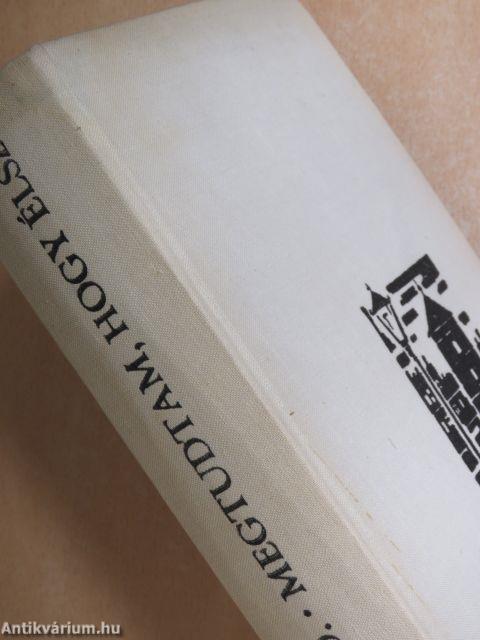 . MEGTUDTAM, HOGY ÉLSZ
Antikvárium.hu